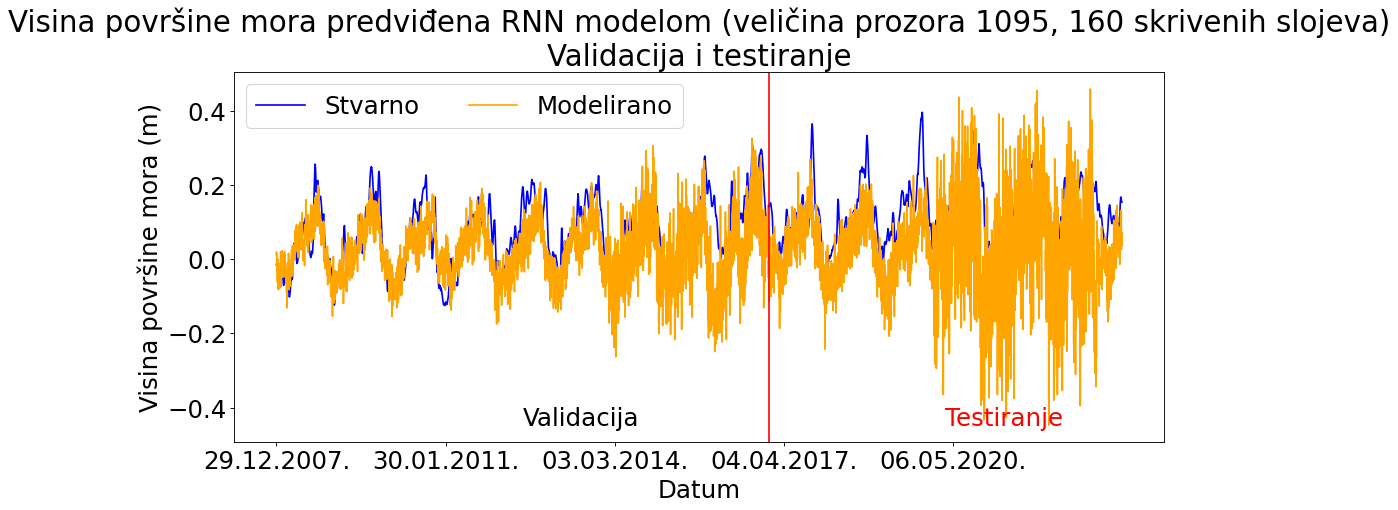 Visina površine mora predviđena RNN modelom (veličina prozora 1095, 160 skrivenih slojeva)
Validacija i testiranje
Stvarno
Modelirano
Visina površine mora (m)
0.4
0.2
0.0
−0.2
−0.4
Validacija
Testiranje
29.12.2007.
30.01.2011.
03.03.2014.
04.04.2017.
06.05.2020.
Datum